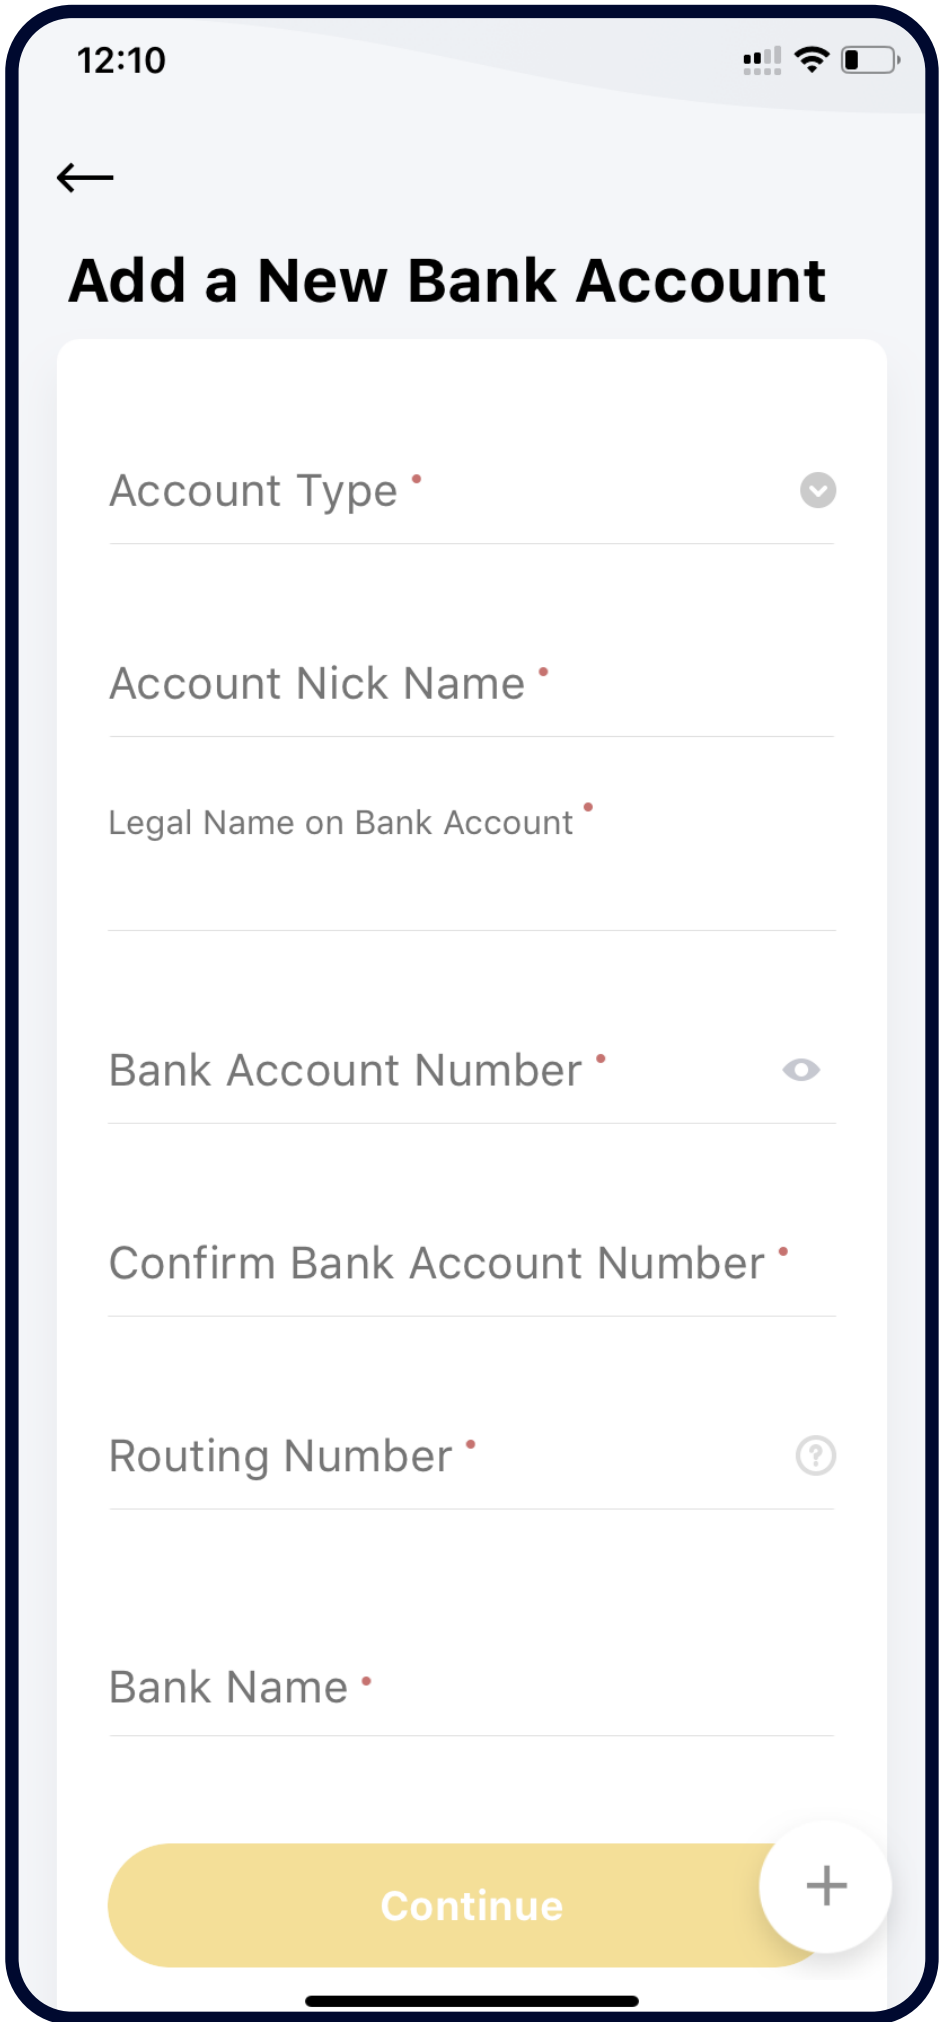 12:10
Add a New Bank Account
Account Type
Account Nick Name
Legal Name on Bank Account
Bank Account Number
Confirm Bank Account Number
Routing Number
Bank Name
Continue